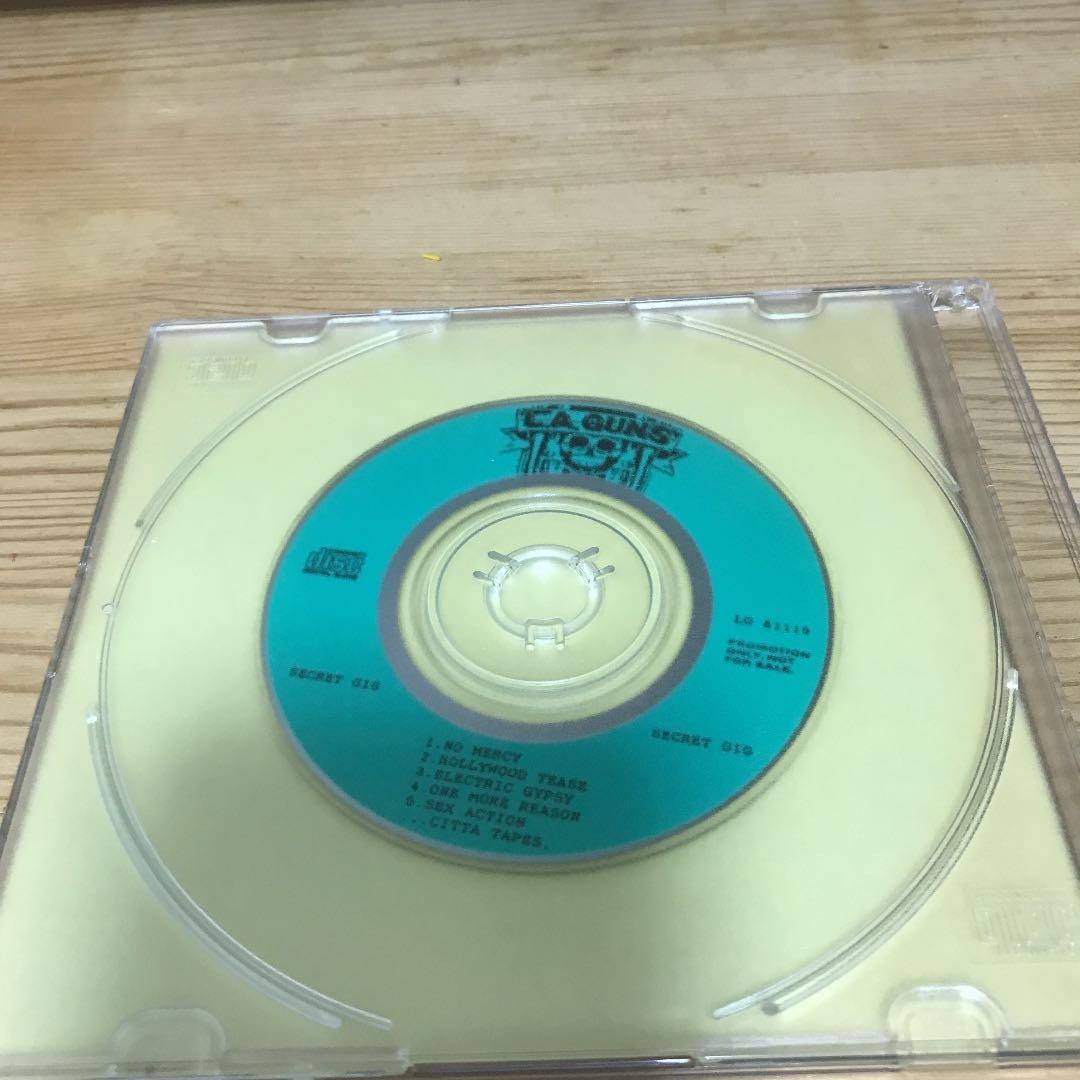 L.A. GUNS
disc
SECRET GIG
LG 81119
PROMOTION
ONLY.NOT
FOR SALE.
SECRET GIG
1.NO MERCY
2.HOLLYWOOD TEASE
3.ELECTRIC GYPSY
4.ONE MORE REASON
5.SEX ACTION
...CITTA TAPES.